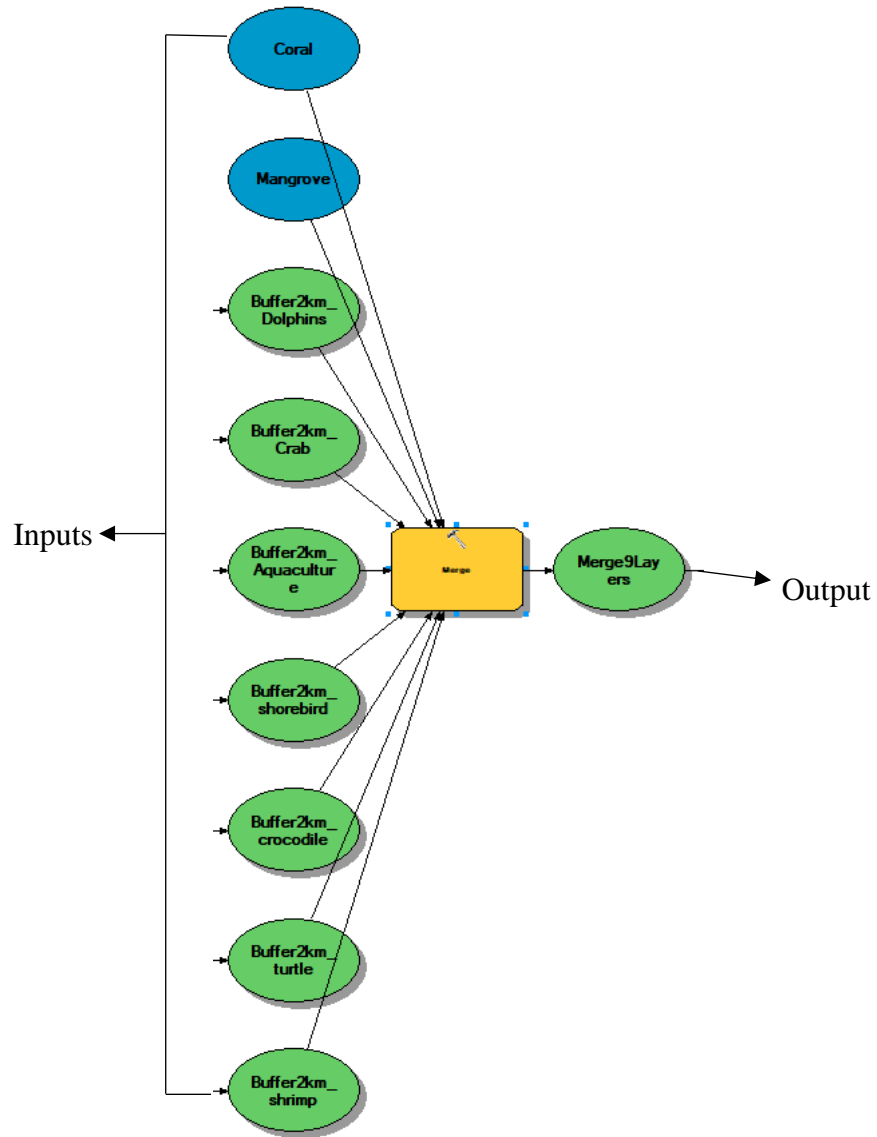 Coral
Mangrove
Buffer2km_
Dolphins
Buffer2km_
Crab
Inputs
Buffer2km_
Aquacultur
e
Merge
Merge9Lay
ers
Output
Buffer2km_
shorebird
Buffer2km_
crocodile
Buffer2km_
turtle
Buffer2km_
shrimp